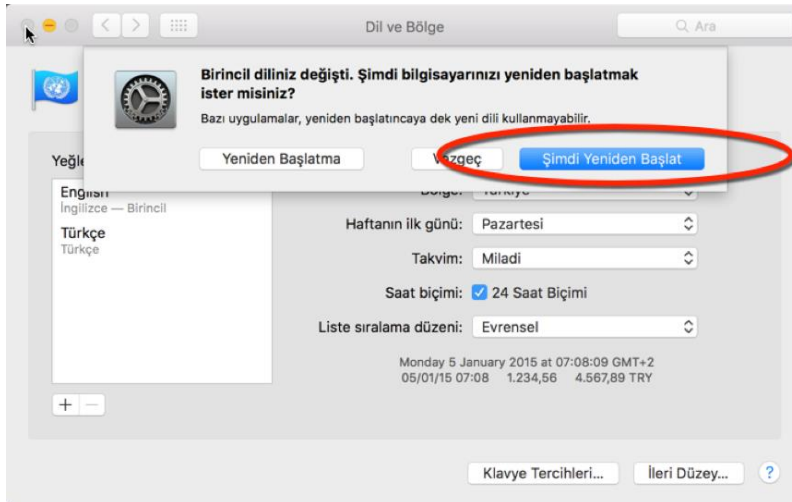 Dil ve Bölge
Ara
Birincil diliniz değişti. Şimdi bilgisayarınızı yeniden başlatmak
ister misiniz?
Bazı uygulamalar, yeniden başlatıncaya dek yeni dili kullanmayabilir.
Yeniden Başlatma
Vazgeç
Şimdi Yeniden Başlat
English
İngilizce — Birincil
Türkçe
Türkçe
Bölge: Türkiye
Haftanın ilk günü: Pazartesi
Takvim: Miladi
Saat biçimi: 24 Saat Biçimi
Liste sıralama düzeni: Evrensel
Monday 5 January 2015 at 07:08:09 GMT+2
05/01/15 07:08 1.234,56 4.567,89 TRY
+ −
Klavye Tercihleri...
İleri Düzey...
?